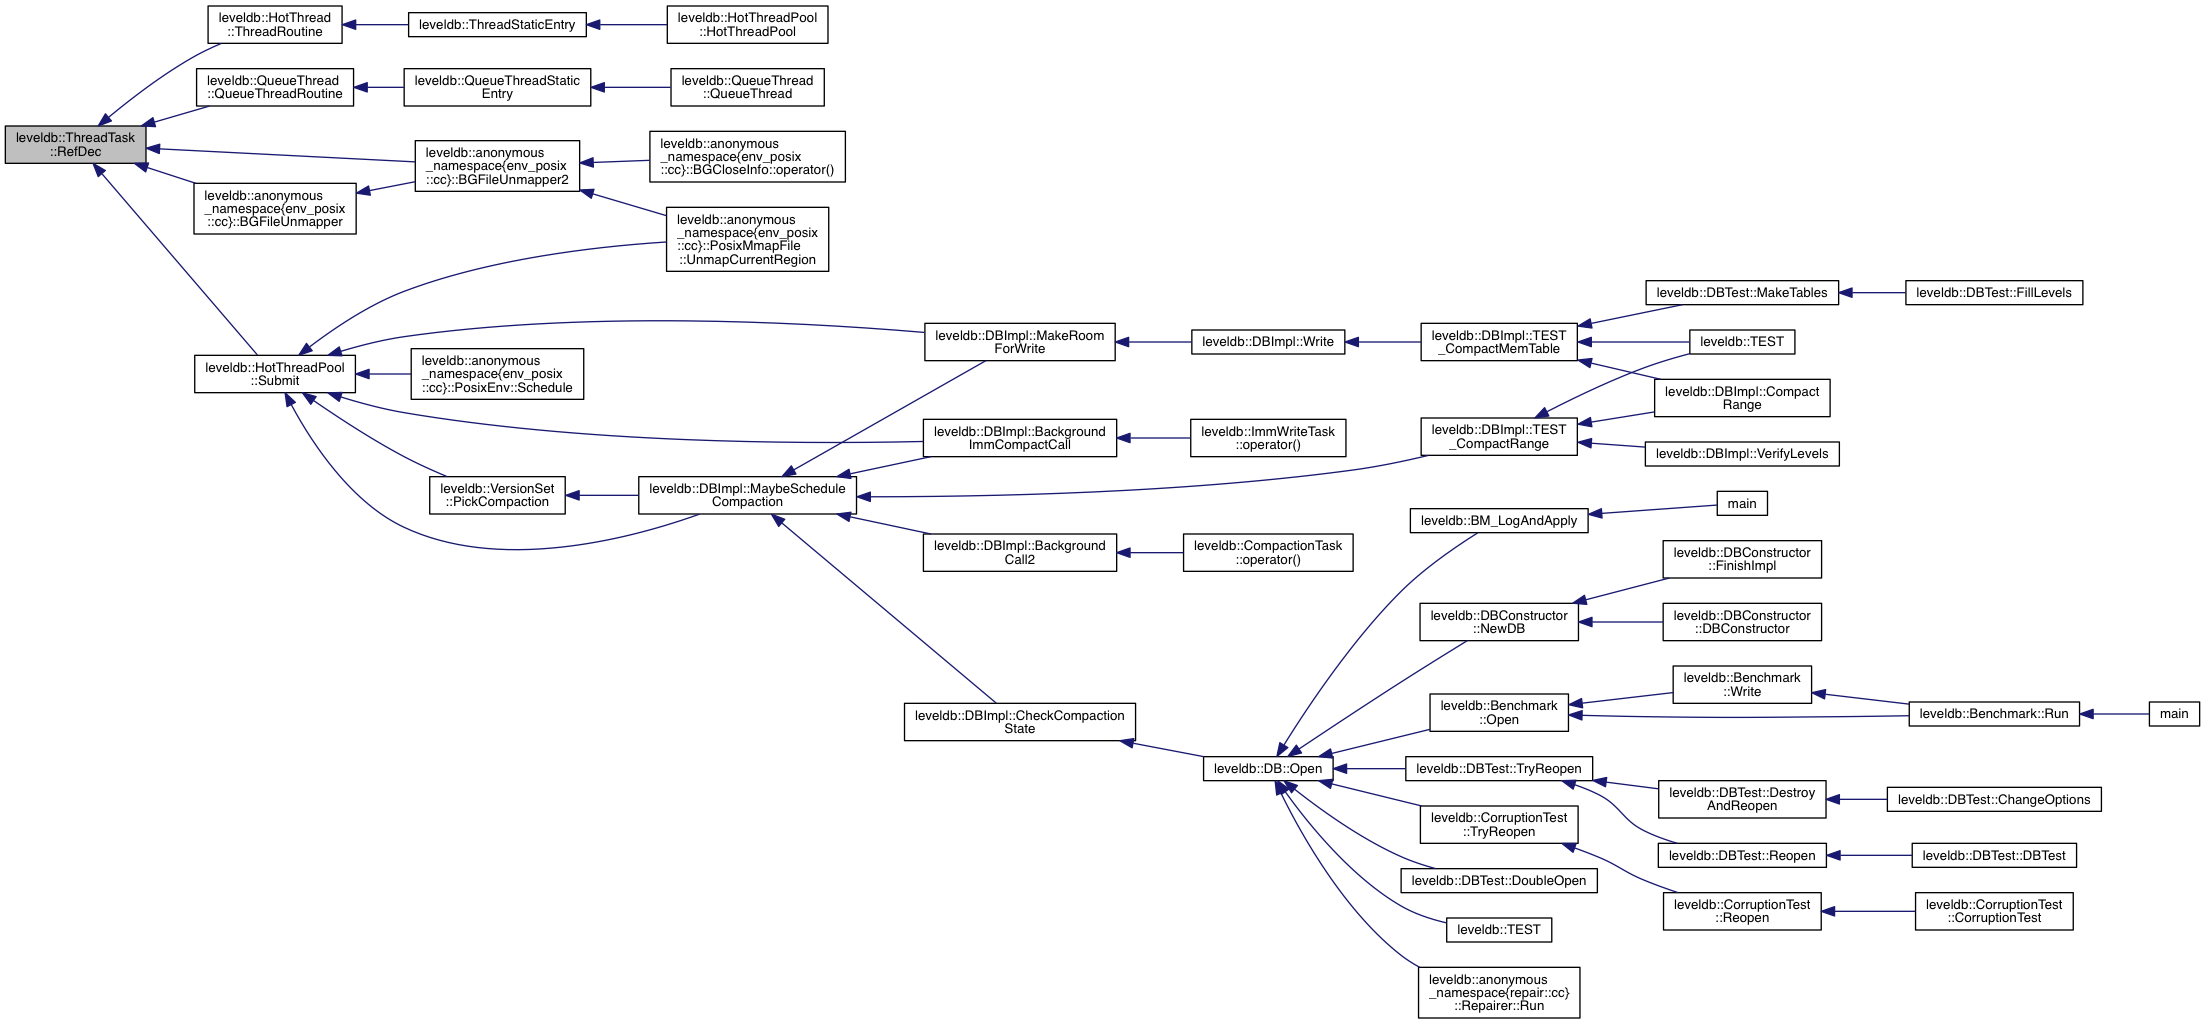 leveldb::HotThread
::ThreadRoutine
leveldb::ThreadStaticEntry
leveldb::HotThreadPool
::HotThreadPool
leveldb::QueueThread
::QueueThreadRoutine
leveldb::QueueThreadStatic
Entry
leveldb::QueueThread
::QueueThread
leveldb::ThreadTask
::RefDec
leveldb::anonymous
_namespace{env_posix
::cc}::BGFileUnmapper2
leveldb::anonymous
_namespace{env_posix
::cc}::BGCloseInfo::operator()
leveldb::anonymous
_namespace{env_posix
::cc}::BGFileUnmapper
leveldb::anonymous
_namespace{env_posix
::cc}::PosixMmapFile
::UnmapCurrentRegion
leveldb::DBTest::MakeTables
leveldb::DBTest::FillLevels
leveldb::DBImpl::MakeRoom
ForWrite
leveldb::DBImpl::Write
leveldb::DBImpl::TEST
_CompactMemTable
leveldb::TEST
leveldb::HotThreadPool
::Submit
leveldb::anonymous
_namespace{env_posix
::cc}::PosixEnv::Schedule
leveldb::DBImpl::Compact
Range
leveldb::DBImpl::Background
ImmCompactCall
leveldb::ImmWriteTask
::operator()
leveldb::DBImpl::TEST
_CompactRange
leveldb::DBImpl::VerifyLevels
leveldb::VersionSet
::PickCompaction
leveldb::DBImpl::MaybeSchedule
Compaction
leveldb::BM_LogAndApply
main
leveldb::DBImpl::Background
Call2
leveldb::CompactionTask
::operator()
leveldb::DBConstructor
::FinishImpl
leveldb::DBConstructor
::NewDB
leveldb::DBConstructor
::DBConstructor
leveldb::Benchmark
::Write
leveldb::DBImpl::CheckCompaction
State
leveldb::Benchmark
::Open
leveldb::Benchmark::Run
main
leveldb::DB::Open
leveldb::DBTest::TryReopen
leveldb::DBTest::Destroy
AndReopen
leveldb::DBTest::ChangeOptions
leveldb::CorruptionTest
::TryReopen
leveldb::DBTest::Reopen
leveldb::DBTest::DBTest
leveldb::DBTest::DoubleOpen
leveldb::CorruptionTest
::Reopen
leveldb::CorruptionTest
::CorruptionTest
leveldb::TEST
leveldb::anonymous
_namespace{repair::cc}
::Repairer::Run